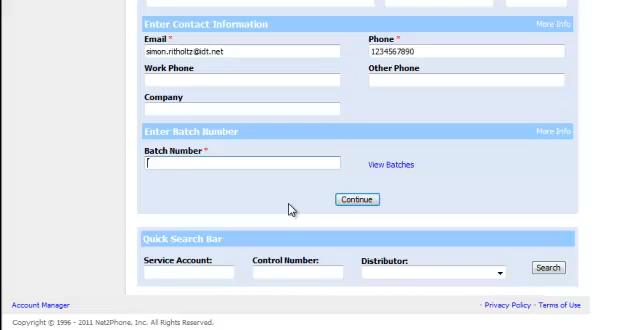 Enter Contact Information More Info
Email * Phone *
simon.ritholtz@idt.net 1234567890
Work Phone Other Phone
Company
Enter Batch Number More Info
Batch Number *
View Batches
Continue
Quick Search Bar
Service Account: Control Number: Distributor:
Search
Account Manager · Privacy Policy · Terms of Use
Copyright © 1996 - 2011 Net2Phone, Inc. All Rights Reserved.